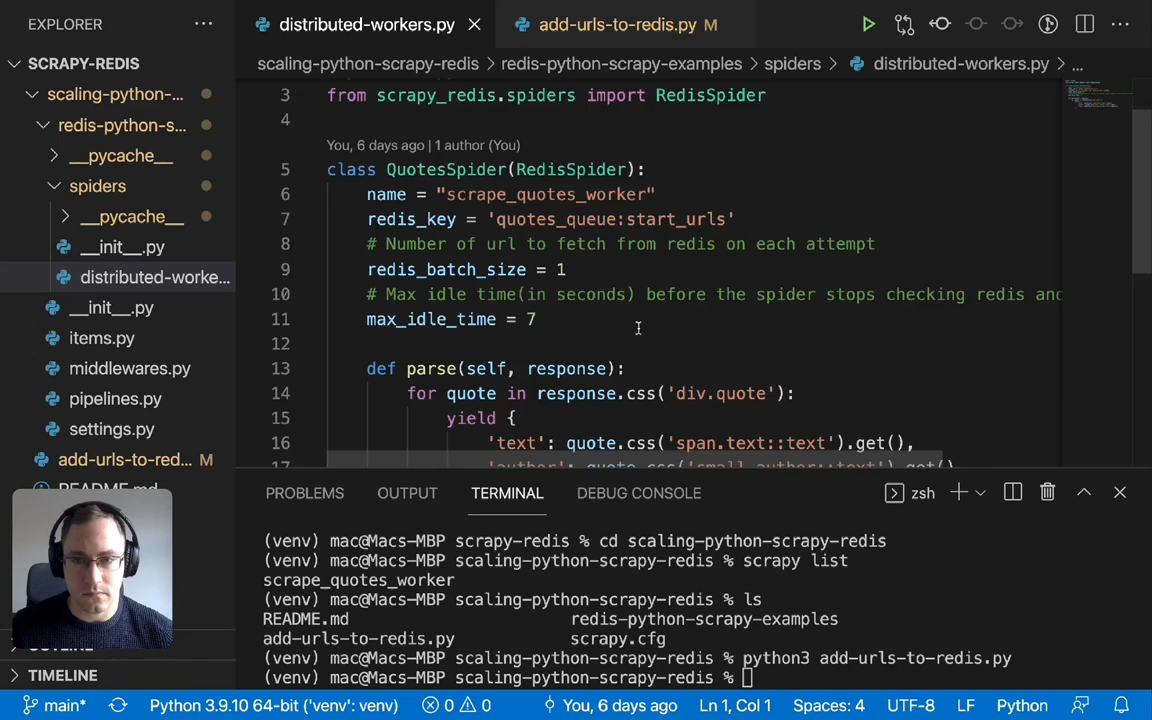 EXPLORER
distributed-workers.py
add-urls-to-redis.py M
SCRAPY-REDIS
scaling-python-scrapy-redis > redis-python-scrapy-examples > spiders > distributed-workers.py > ...
scaling-python-...
redis-python-s...
__pycache__
spiders
__pycache__
__init__.py
distributed-worke...
__init__.py
items.py
middlewares.py
pipelines.py
settings.py
add-urls-to-red... M
README.md
OUTLINE
TIMELINE
3 from scrapy_redis.spiders import RedisSpider
4
You, 6 days ago | 1 author (You)
5 class QuotesSpider(RedisSpider):
6 name = "scrape_quotes_worker"
7 redis_key = 'quotes_queue:start_urls'
8 # Number of url to fetch from redis on each attempt
9 redis_batch_size = 1
10 # Max idle time(in seconds) before the spider stops checking redis and
11 max_idle_time = 7
12
13 def parse(self, response):
14 for quote in response.css('div.quote'):
15 yield {
16 'text': quote.css('span.text::text').get(),
17 'author': quote.css('small.author::text').get()
PROBLEMS OUTPUT TERMINAL DEBUG CONSOLE zsh
(venv) mac@Macs-MBP scrapy-redis % cd scaling-python-scrapy-redis
(venv) mac@Macs-MBP scaling-python-scrapy-redis % scrapy list
scrape_quotes_worker
(venv) mac@Macs-MBP scaling-python-scrapy-redis % ls
README.md redis-python-scrapy-examples
add-urls-to-redis.py scrapy.cfg
(venv) mac@Macs-MBP scaling-python-scrapy-redis % python3 add-urls-to-redis.py
(venv) mac@Macs-MBP scaling-python-scrapy-redis %
main* Python 3.9.10 64-bit ('venv': venv) 0 0 You, 6 days ago Ln 1, Col 1 Spaces: 4 UTF-8 LF Python